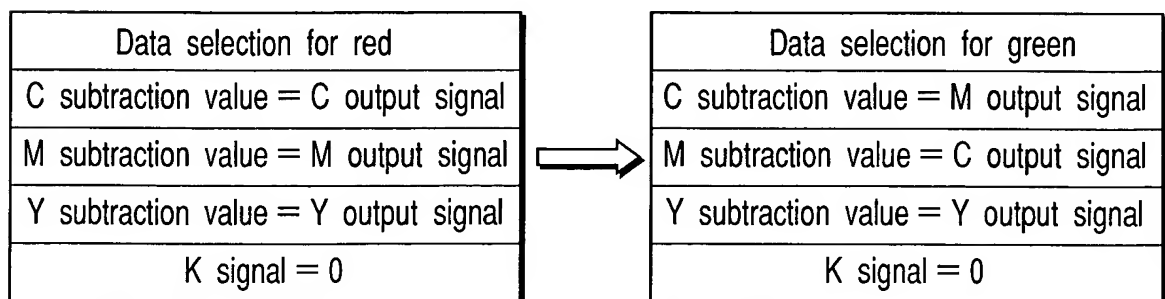 Data selection for red
C subtraction value = C output signal
M subtraction value = M output signal
Y subtraction value = Y output signal
K signal = 0
Data selection for green
C subtraction value = M output signal
M subtraction value = C output signal
Y subtraction value = Y output signal
K signal = 0